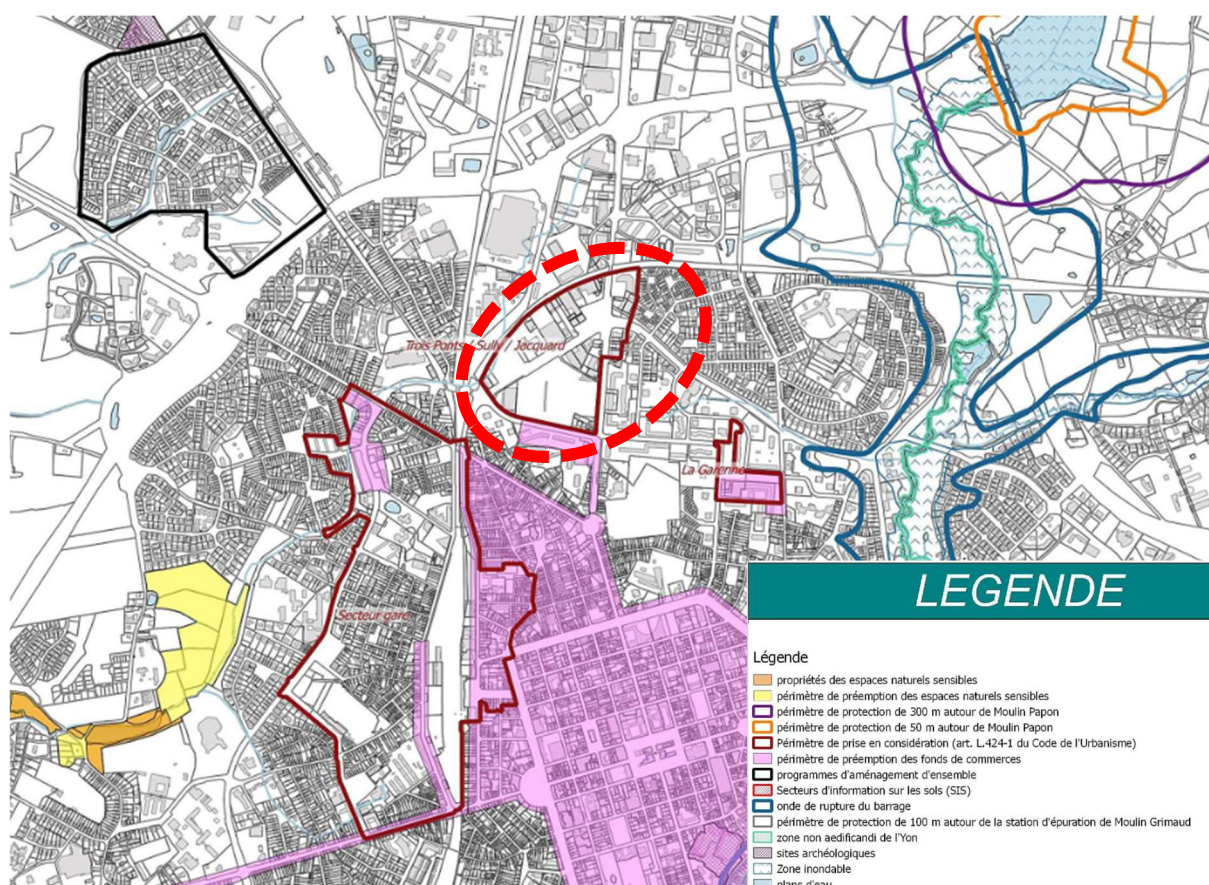 Trois Ponts / Sully / Jacquard
La Garenne
Secteur gare
LEGENDE
Légende
propriétés des espaces naturels sensibles
périmètre de préemption des espaces naturels sensibles
périmètre de protection de 300 m autour de Moulin Papon
périmètre de protection de 50 m autour de Moulin Papon
Périmètre de prise en considération (art. L.424-1 du Code de l'Urbanisme)
périmètre de préemption des fonds de commerces
programmes d'aménagement d'ensemble
Secteurs d'information sur les sols (SIS)
onde de rupture du barrage
périmètre de protection de 100 m autour de la station d'épuration de Moulin Grimaud
zone non aedificandi de l'Yon
sites archéologiques
Zone inondable
plans d'eau